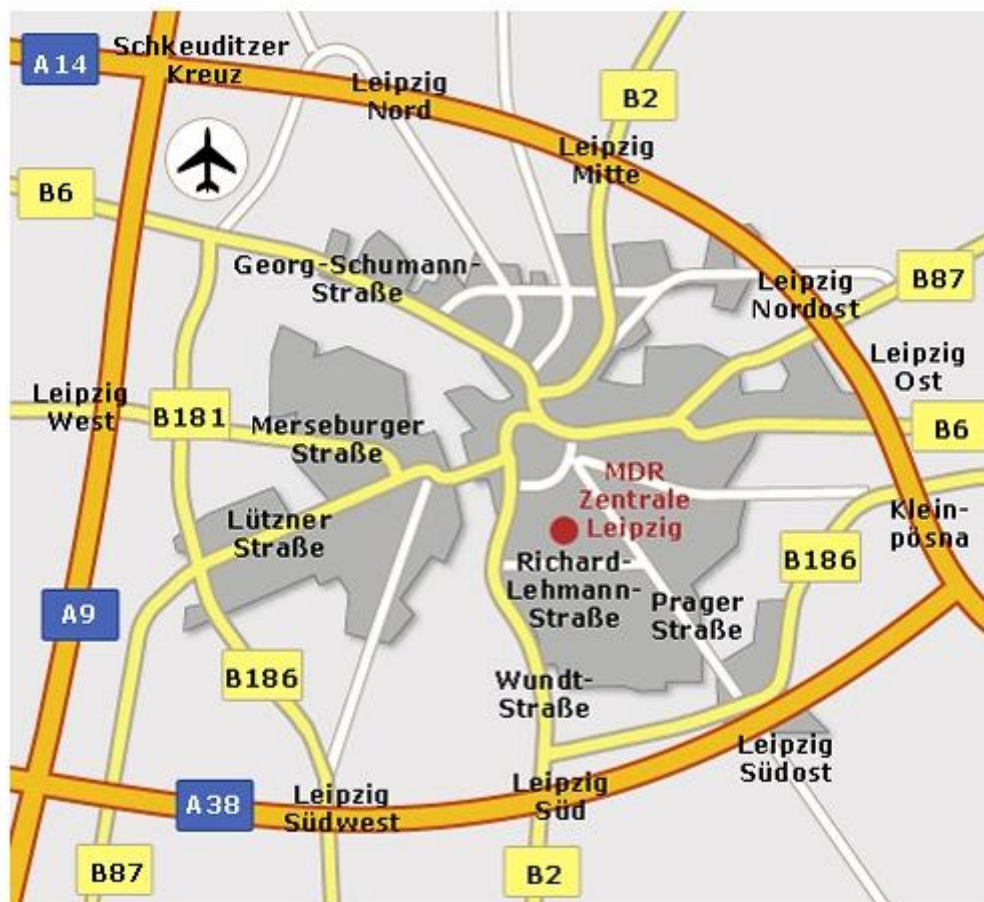 A14
Schkeuditzer
Kreuz
Leipzig
Nord
B2
Leipzig
Mitte
B6
Georg-Schumann-
Straße
Leipzig
Nordost
B87
Leipzig
Ost
Leipzig
West
B181
Merseburger
Straße
B6
MDR
Zentrale
Leipzig
Lützner
Straße
Klein-
pösna
Richard-
Lehmann-
Straße
B186
Prager
Straße
A9
B186
Wundt-
Straße
Leipzig
Südost
A38
Leipzig
Südwest
Leipzig
Süd
B87
B2